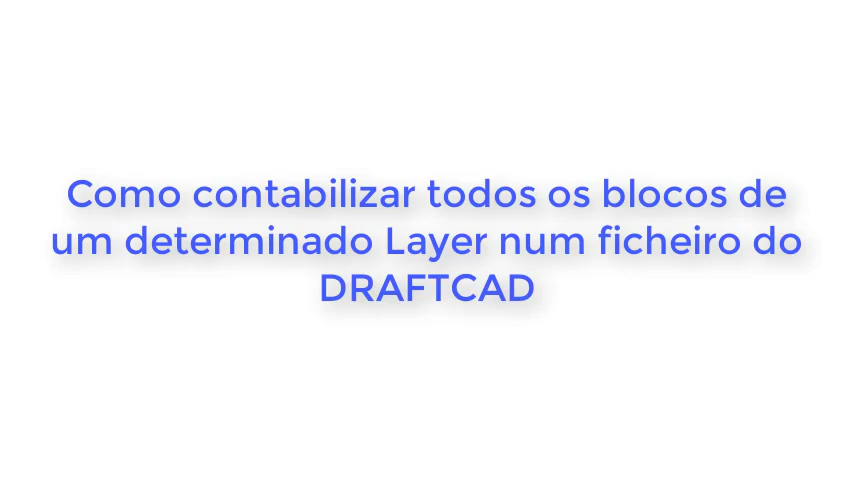 Como contabilizar todos os blocos de
um determinado Layer num ficheiro do
DRAFTCAD